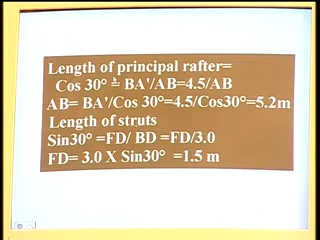 Length of principal rafter=
Cos 30° = BA'/AB=4.5/AB
AB= BA'/Cos 30°=4.5/Cos30°=5.2m
Length of struts
Sin30° =FD/ BD =FD/3.0
FD= 3.0 X Sin30° =1.5 m